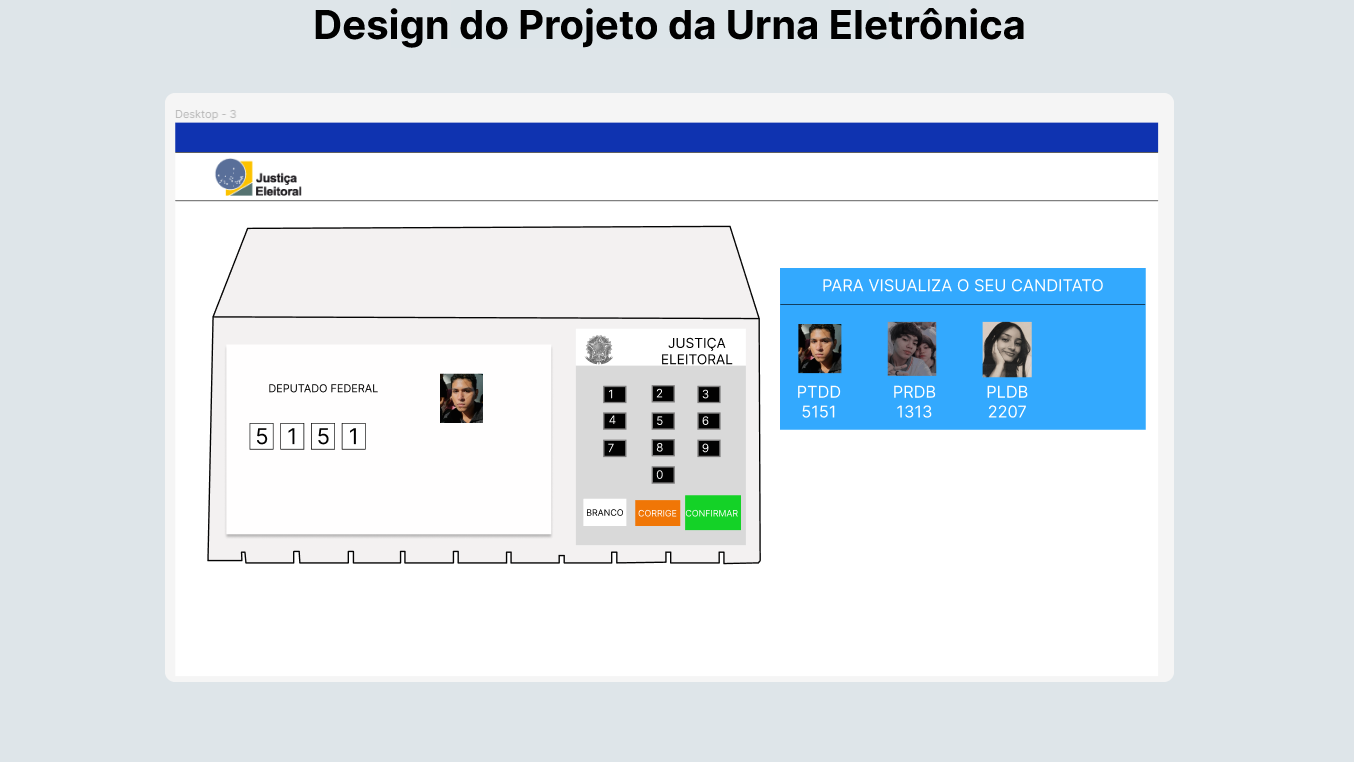 Design do Projeto da Urna Eletrônica
Desktop - 3
Justiça
Eleitoral
PARA VISUALIZA O SEU CANDITATO
PTDD
5151
PRDB
1313
PLDB
2207
DEPUTADO FEDERAL
5 1 5 1
JUSTIÇA
ELEITORAL
1 2 3
4 5 6
7 8 9
0
BRANCO CORRIGE CONFIRMAR